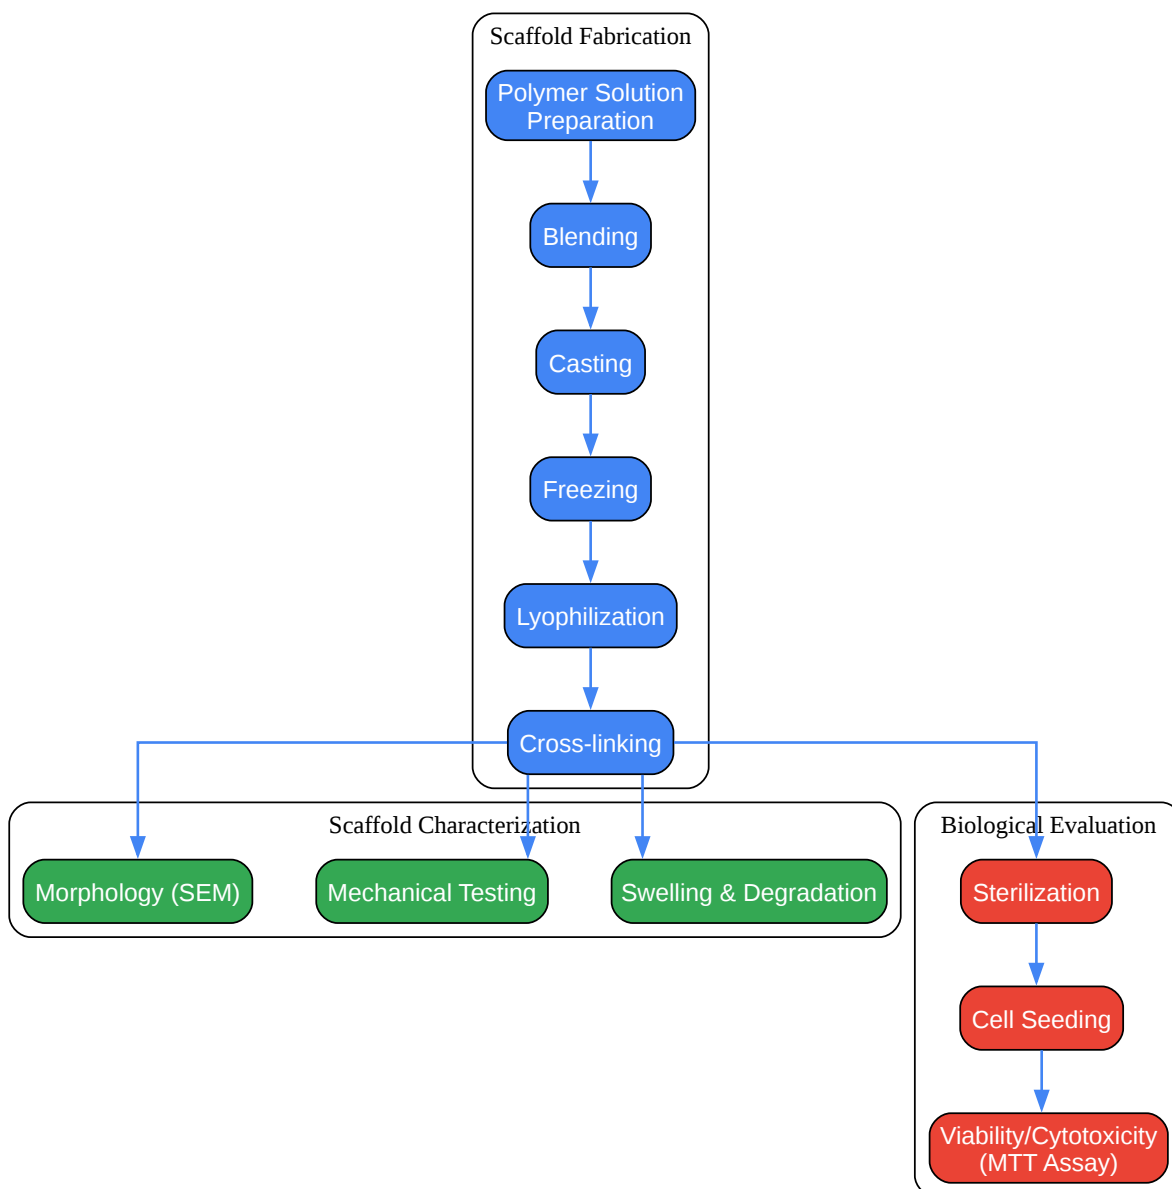 Scaffold Fabrication
Polymer Solution
Preparation
Blending
Casting
Freezing
Lyophilization
Cross-linking
Scaffold Characterization
Morphology (SEM)
Mechanical Testing
Swelling & Degradation
Biological Evaluation
Sterilization
Cell Seeding
Viability/Cytotoxicity
(MTT Assay)